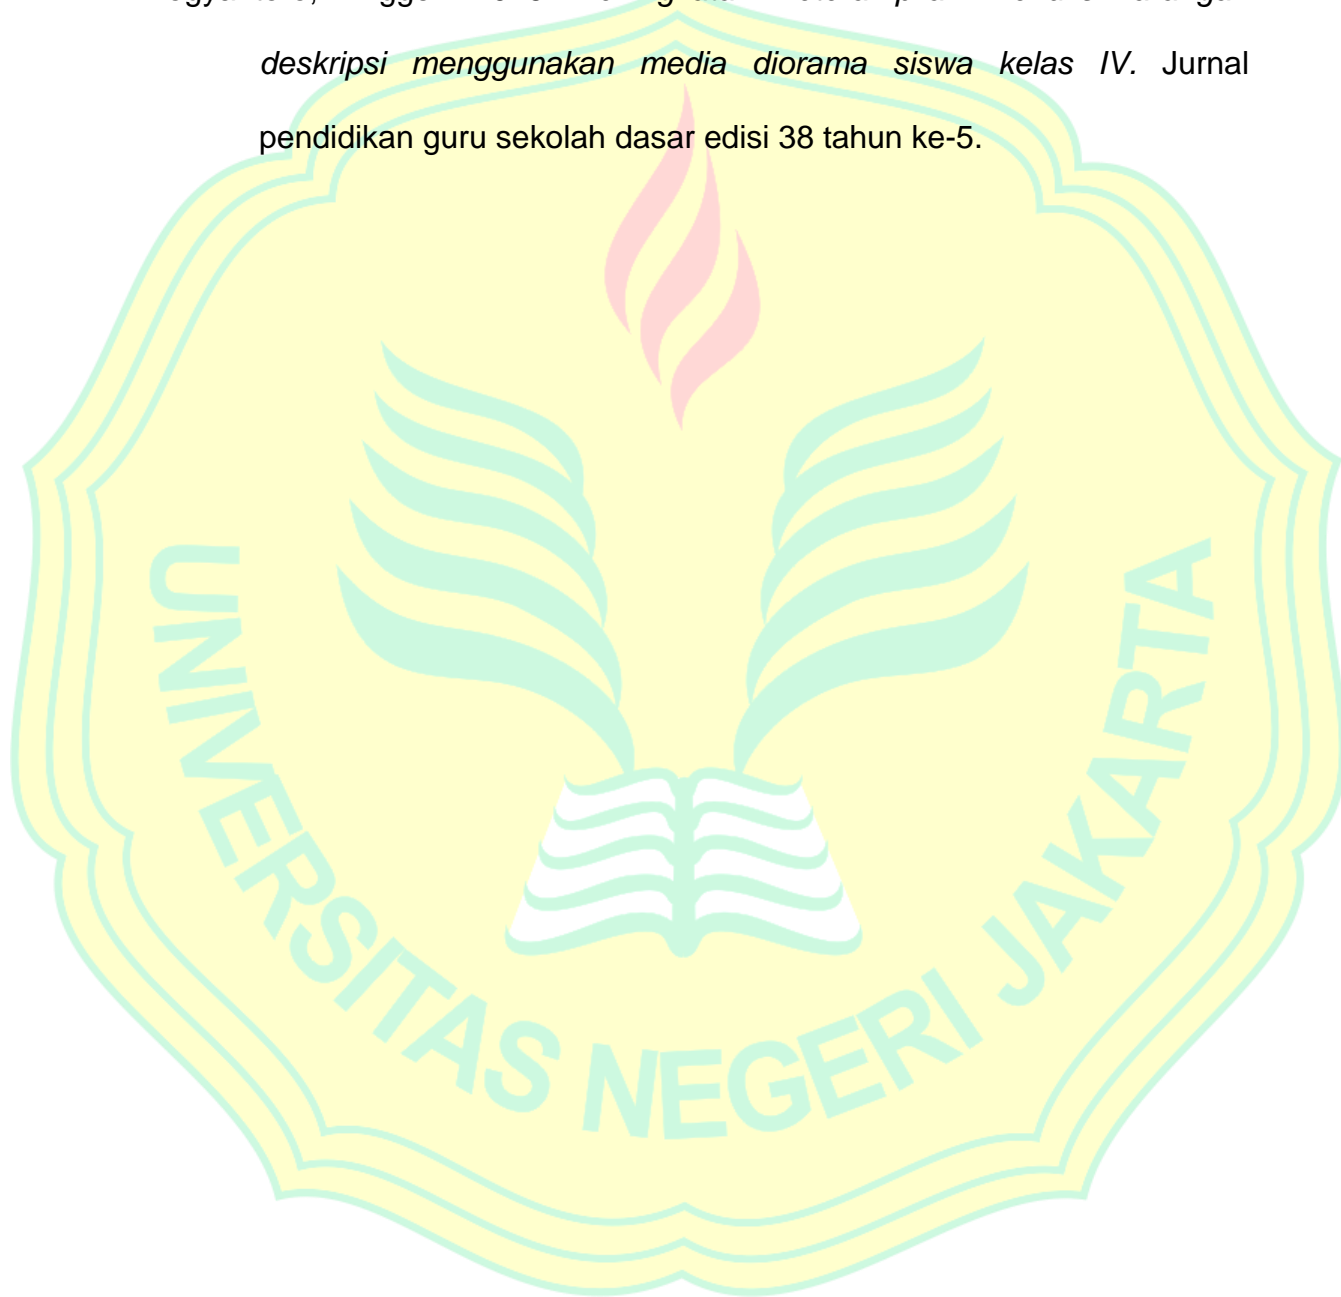 deskripsi menggunakan media diorama siswa kelas IV. Jurnal
pendidikan guru sekolah dasar edisi 38 tahun ke-5.
UNIVERSITAS NEGERI JAKARTA